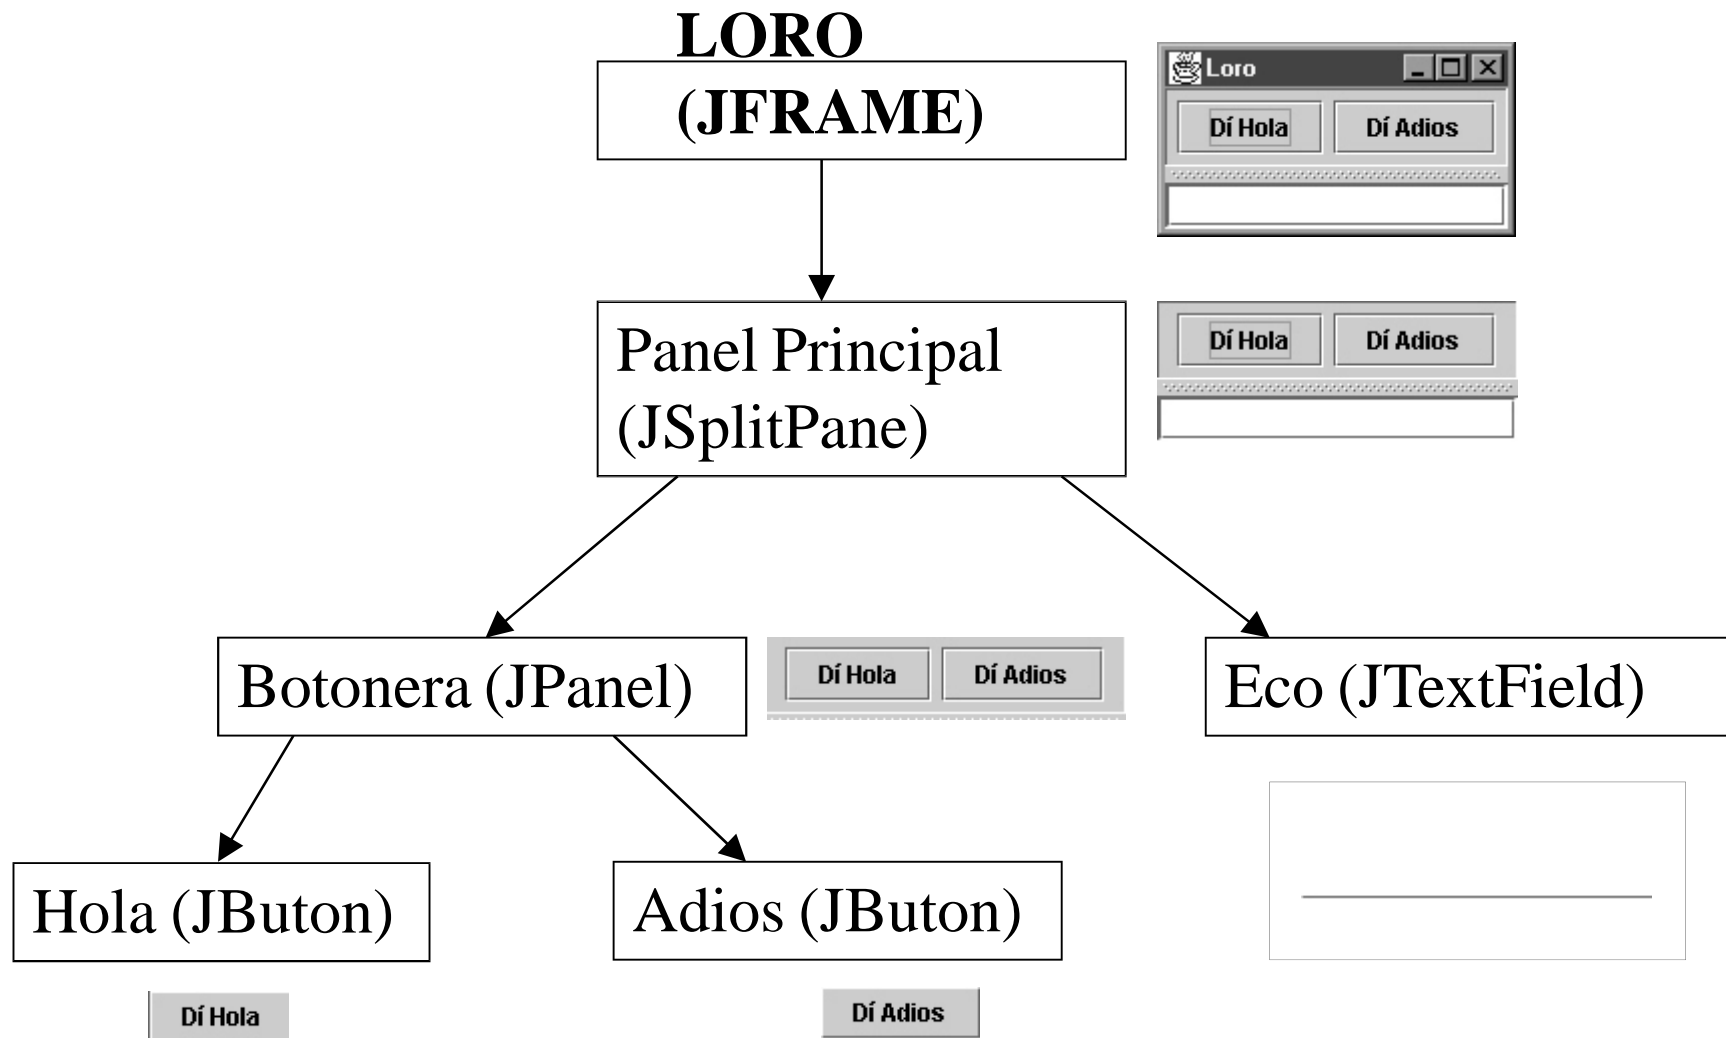 LORO
(JFRAME)
Loro
Dí Hola Dí Adios
Panel Principal
(JSplitPane)
Dí Hola Dí Adios
Botonera (JPanel)
Dí Hola Dí Adios
Eco (JTextField)
Hola (JButon)
Adios (JButon)
Dí Hola
Dí Adios